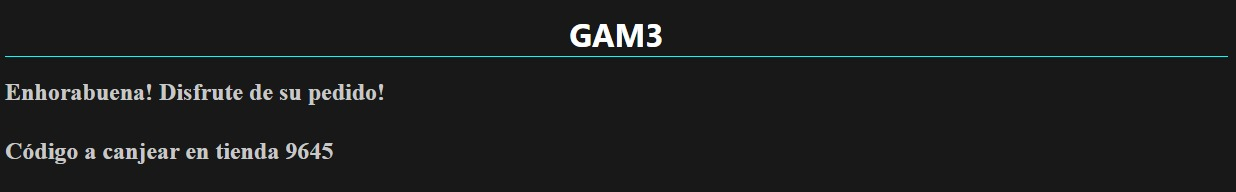 GAM3
Enhorabuena! Disfrute de su pedido!
Código a canjear en tienda 9645